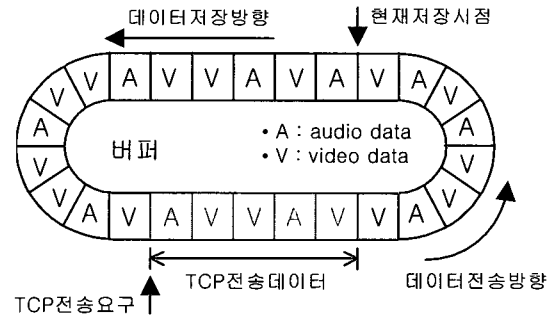 데이터저장방향
현재저장시점
V V A V V A V A V A V
A A
버퍼
• A : audio data
• V : video data
V V
V A V A V V A V V A V
TCP전송데이터
데이터전송방향
TCP전송요구